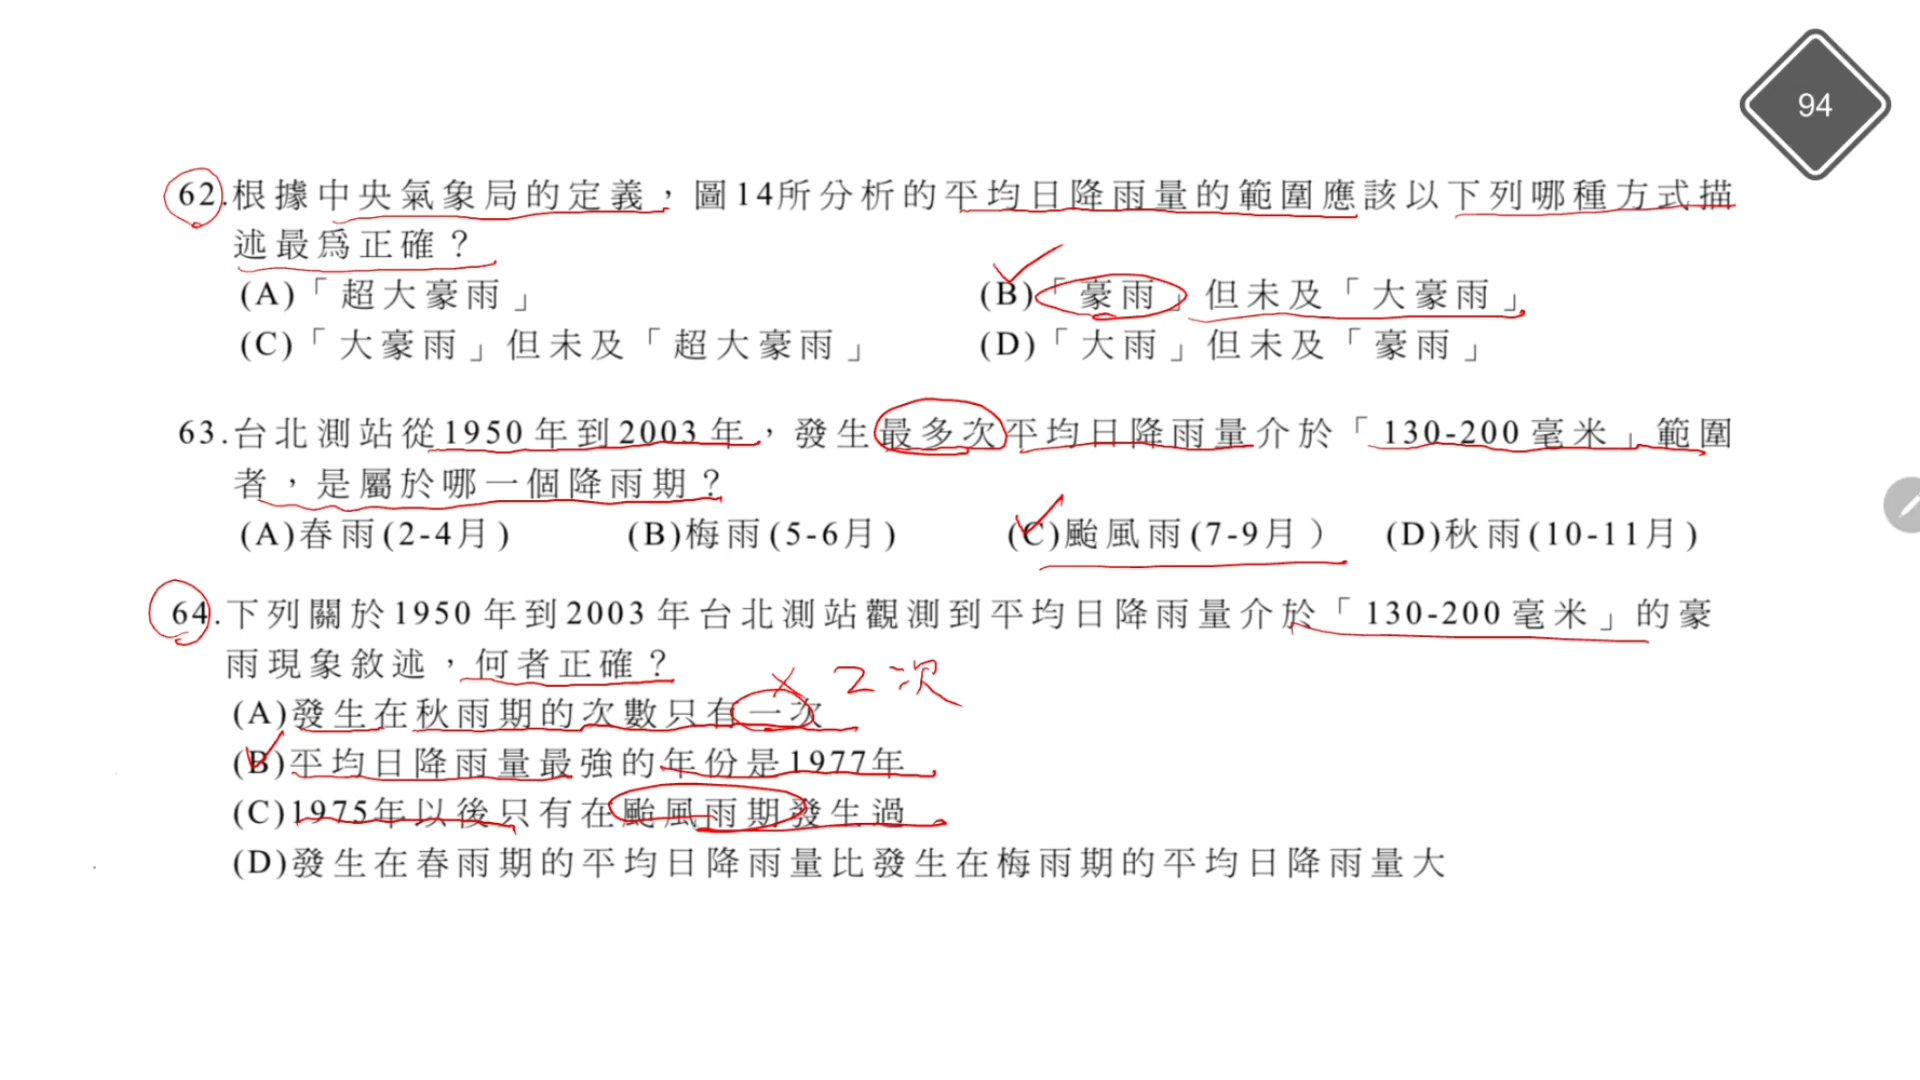 94
62.根據中央氣象局的定義，圖14所分析的平均日降雨量的範圍應該以下列哪種方式描
述最為正確？
(A)「超大豪雨」 (B)「豪雨」但未及「大豪雨」
(C)「大豪雨」但未及「超大豪雨」 (D)「大雨」但未及「豪雨」
63.台北測站從1950年到2003年，發生最多次平均日降雨量介於「130-200毫米」範圍
者，是屬於哪一個降雨期？
(A)春雨(2-4月) (B)梅雨(5-6月) (C)颱風雨(7-9月） (D)秋雨(10-11月)
64.下列關於1950年到2003年台北測站觀測到平均日降雨量介於「130-200毫米」的豪
雨現象敘述，何者正確？
2次
(A)發生在秋雨期的次數只有一次
(B)平均日降雨量最強的年份是1977年
(C)1975年以後只有在颱風雨期發生過
(D)發生在春雨期的平均日降雨量比發生在梅雨期的平均日降雨量大